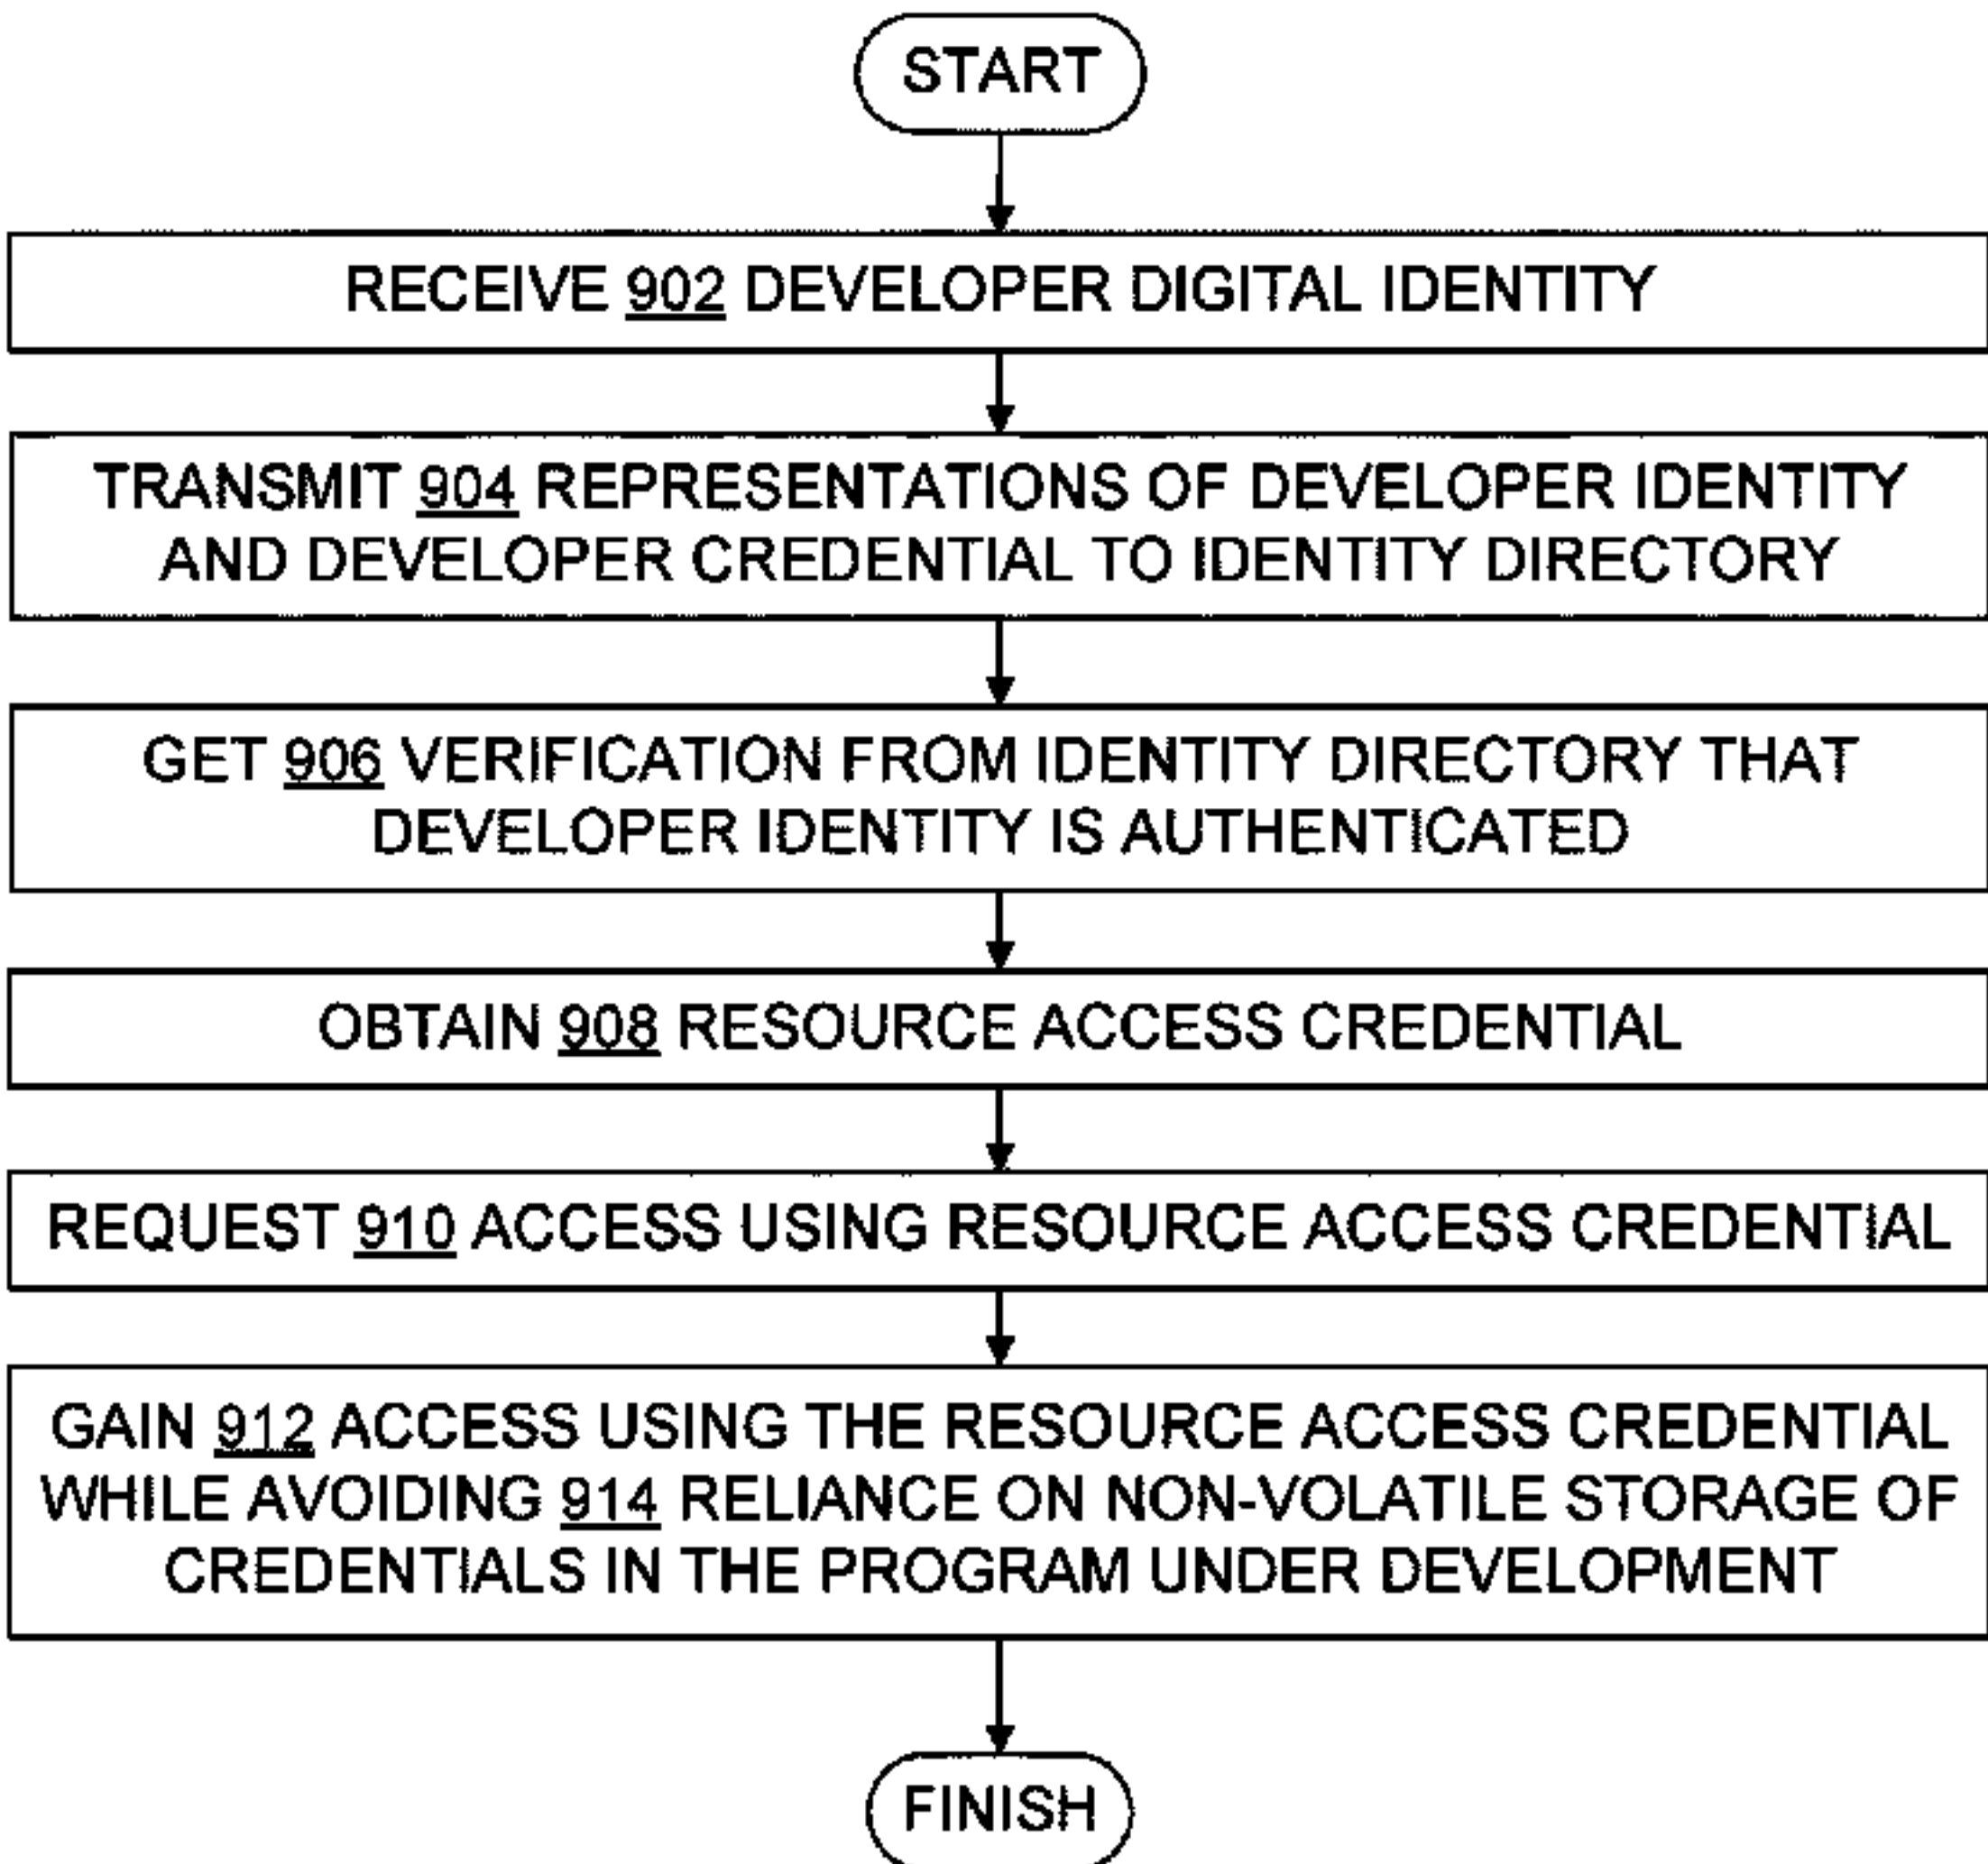 START
RECEIVE 902 DEVELOPER DIGITAL IDENTITY
TRANSMIT 904 REPRESENTATIONS OF DEVELOPER IDENTITY
AND DEVELOPER CREDENTIAL TO IDENTITY DIRECTORY
GET 906 VERIFICATION FROM IDENTITY DIRECTORY THAT
DEVELOPER IDENTITY IS AUTHENTICATED
OBTAIN 908 RESOURCE ACCESS CREDENTIAL
REQUEST 910 ACCESS USING RESOURCE ACCESS CREDENTIAL
GAIN 912 ACCESS USING THE RESOURCE ACCESS CREDENTIAL
WHILE AVOIDING 914 RELIANCE ON NON-VOLATILE STORAGE OF
CREDENTIALS IN THE PROGRAM UNDER DEVELOPMENT
FINISH